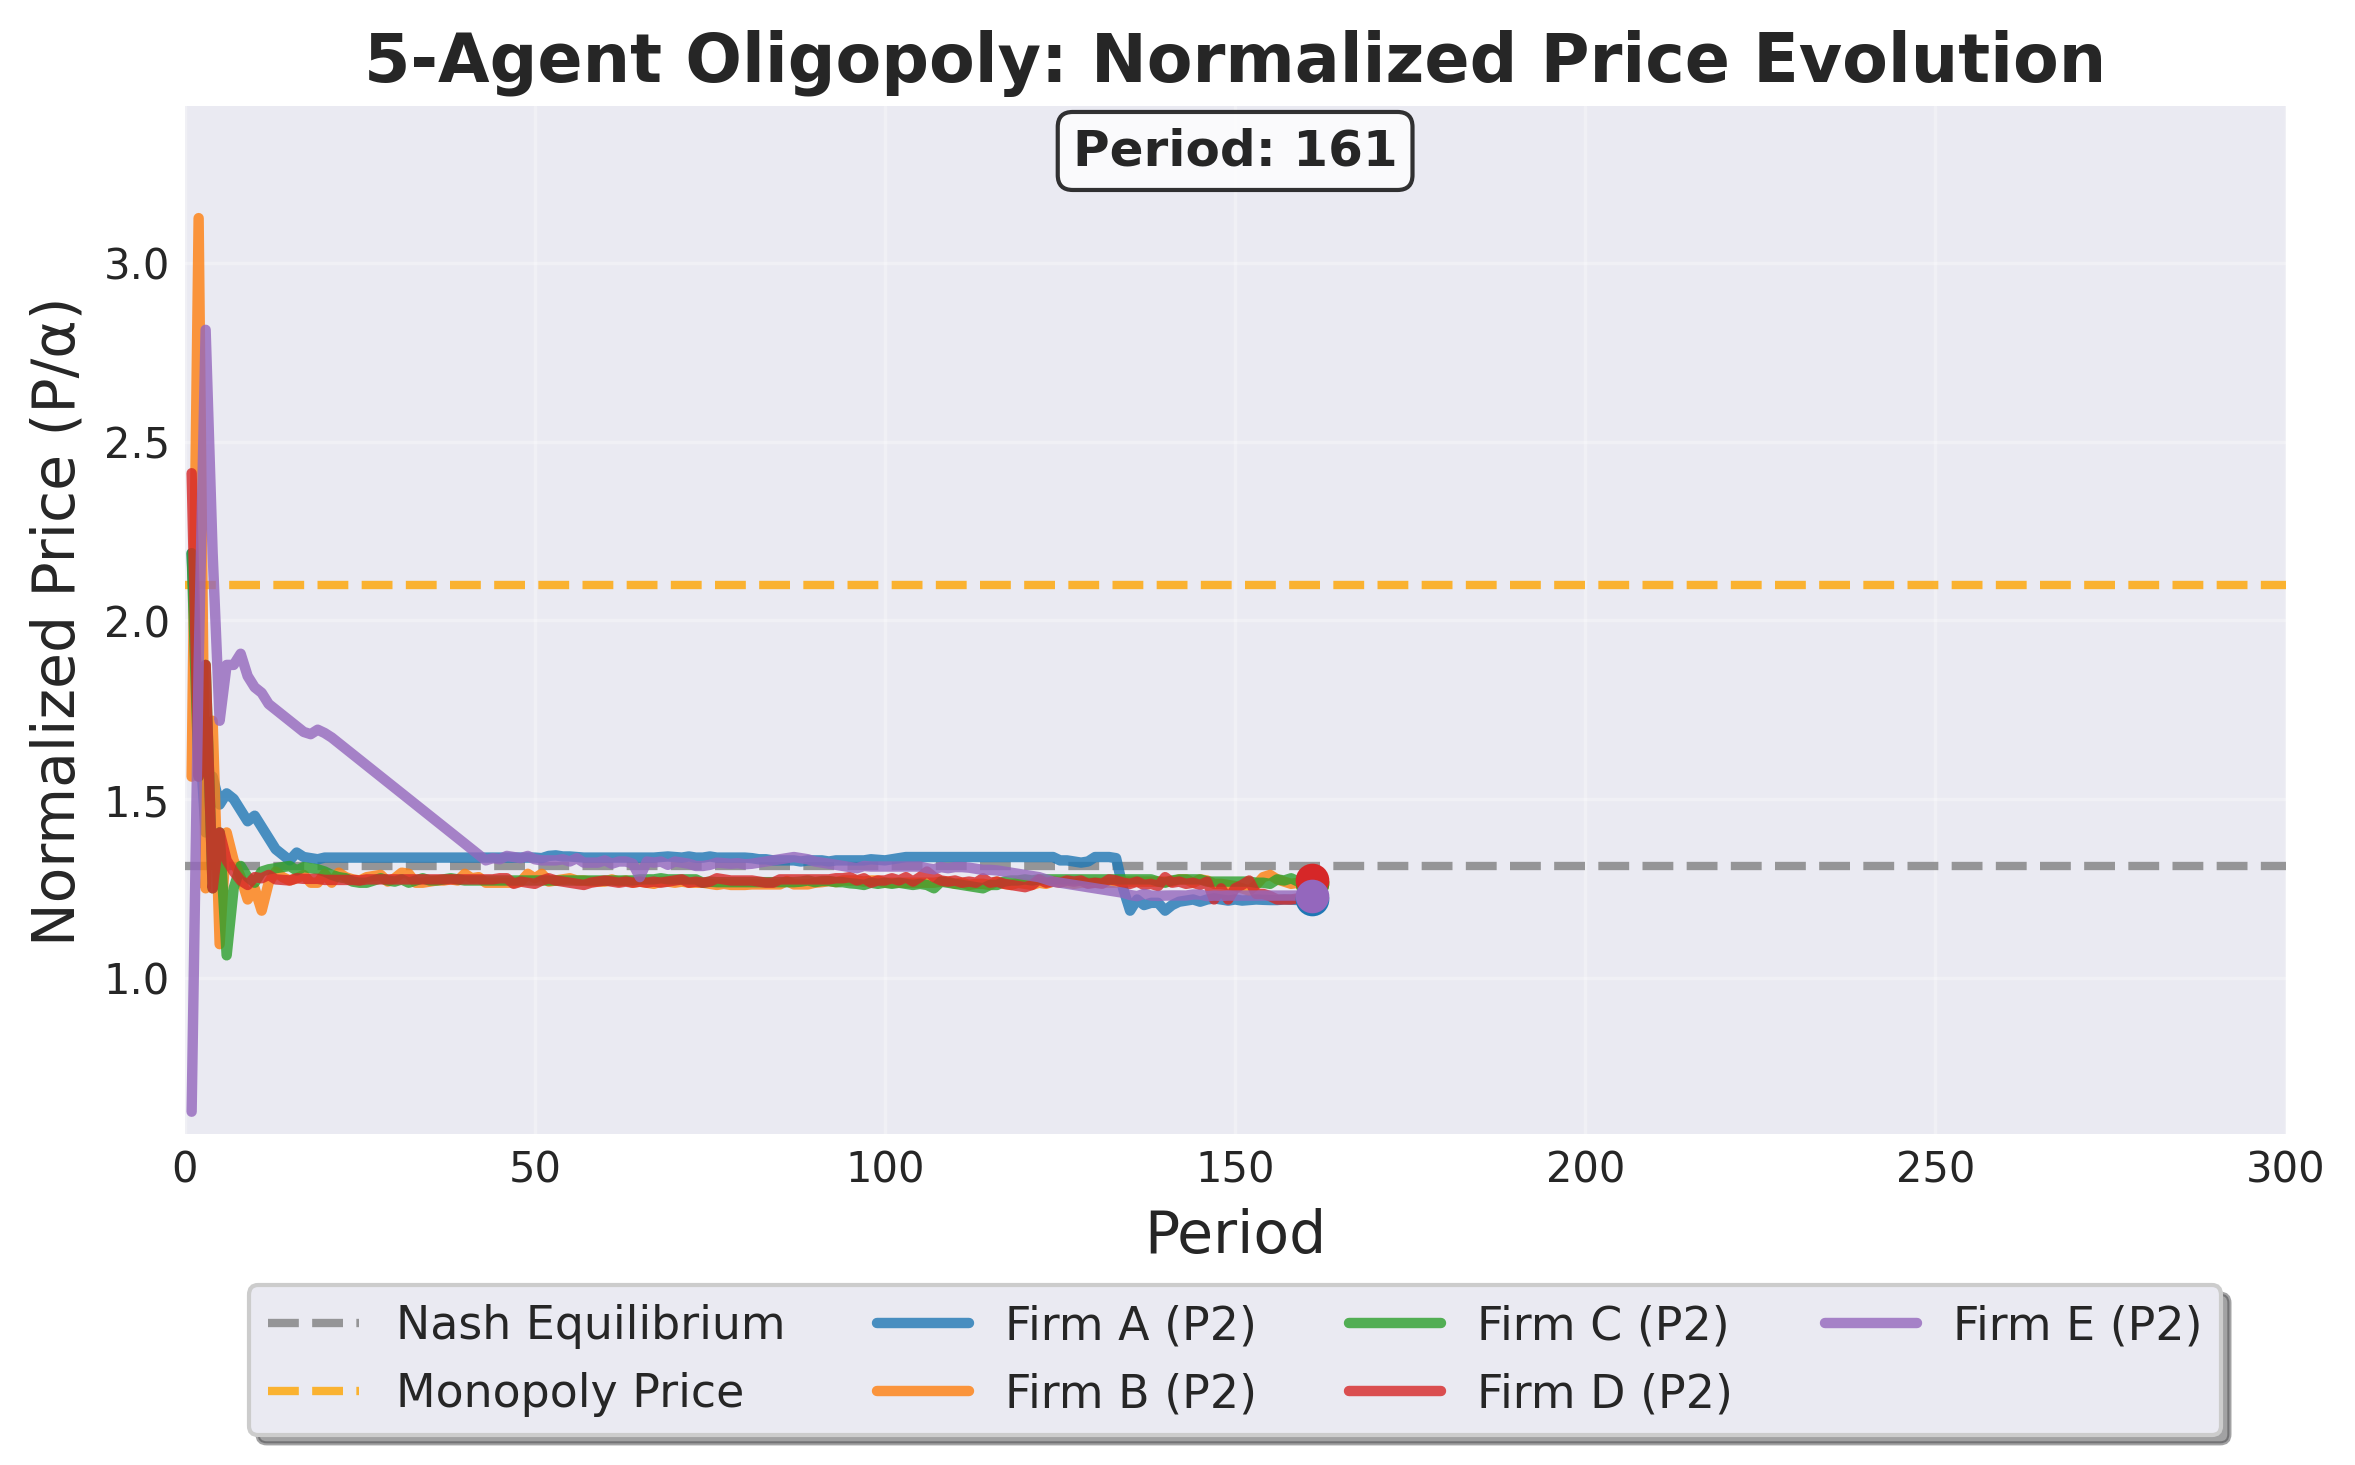 5-Agent Oligopoly: Normalized Price Evolution
Period: 161
Normalized Price (P/α)
3.0
2.5
2.0
1.5
1.0
0 50 100 150 200 250 300
Period
Nash Equilibrium Firm A (P2) Firm C (P2) Firm E (P2)
Monopoly Price Firm B (P2) Firm D (P2)